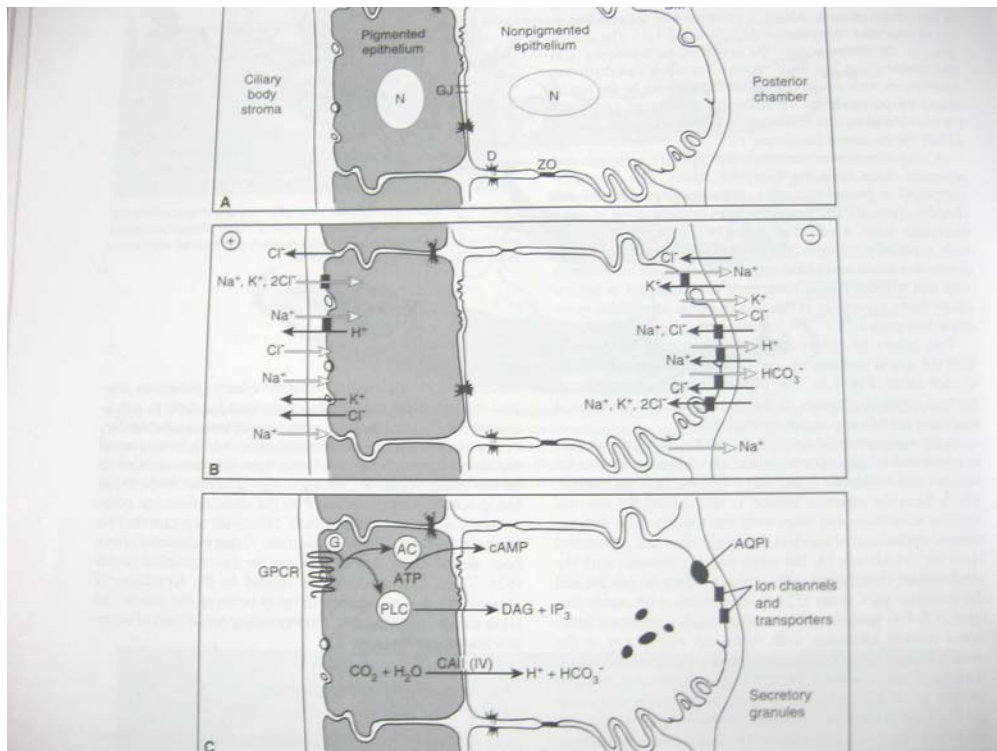 Pigmented
epithelium
Nonpigmented
epithelium
Ciliary
body
stroma
N
GJ
N
Posterior
chamber
D
ZO
A
+
−
Cl⁻
Na⁺, K⁺, 2Cl⁻
Na⁺
H⁺
Cl⁻
Na⁺
K⁺
Cl⁻
Na⁺
Cl⁻
Na⁺
K⁺
K⁺
Cl⁻
Na⁺, Cl⁻
H⁺
Na⁺
HCO₃⁻
Cl⁻
Na⁺, K⁺, 2Cl⁻
Na⁺
B
G
GPCR
AC
cAMP
ATP
PLC
DAG + IP₃
AQPI
Ion channels
and
transporters
CO₂ + H₂O
CAII (IV)
H⁺ + HCO₃⁻
Secretory
granules
C